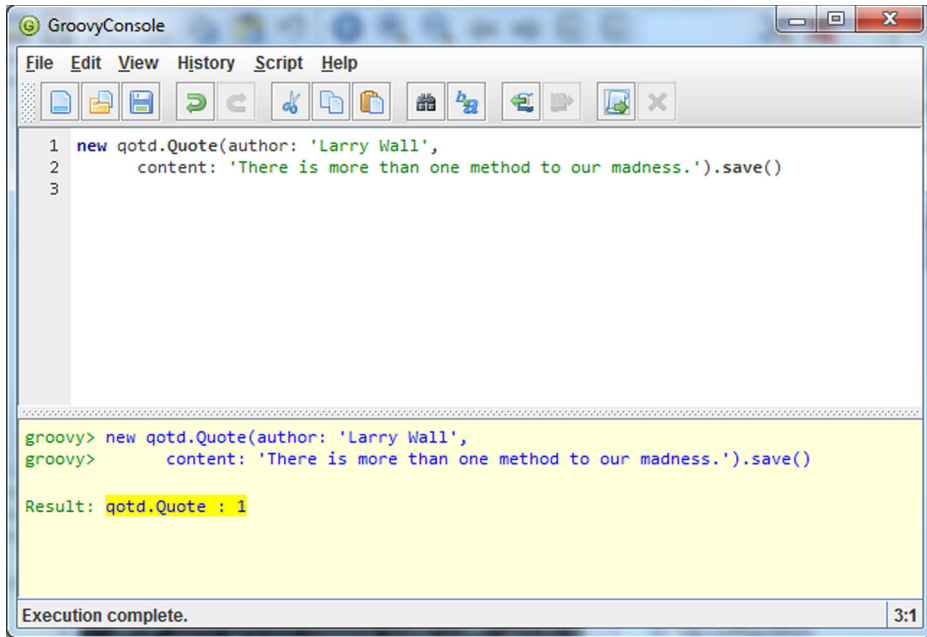 GroovyConsole
File Edit View History Script Help
1 new qotd.Quote(author: 'Larry Wall',
2 content: 'There is more than one method to our madness.').save()
3
groovy> new qotd.Quote(author: 'Larry Wall',
groovy> content: 'There is more than one method to our madness.').save()
Result: qotd.Quote : 1
Execution complete. 3:1